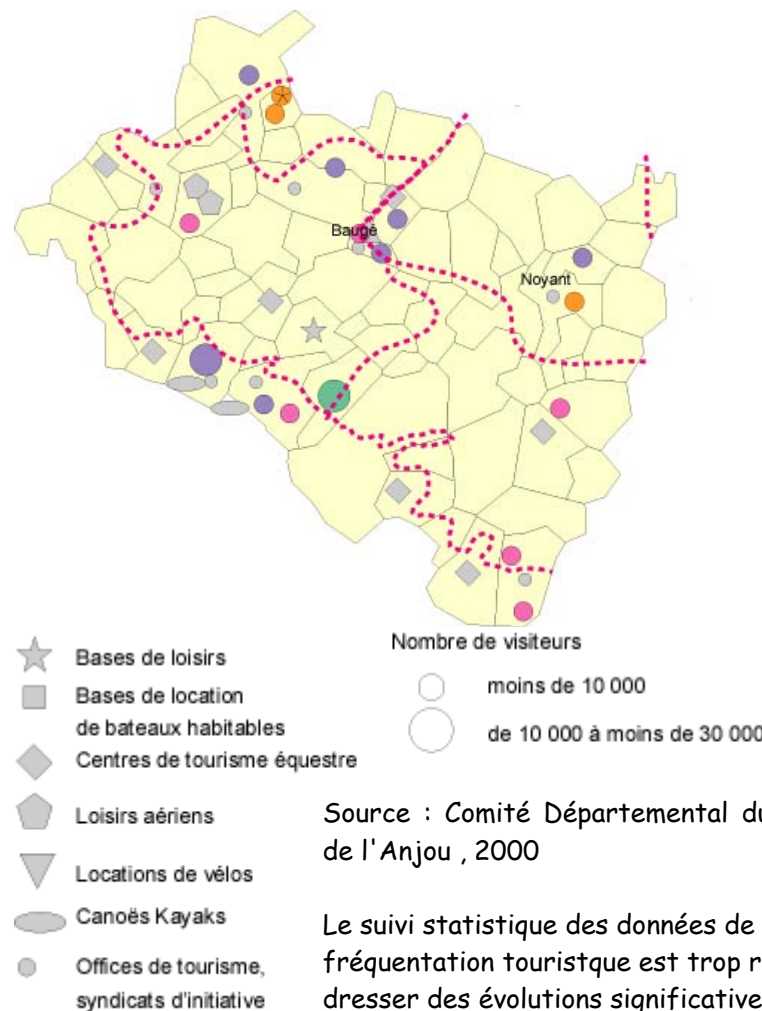 Baugé
Noyant
Bases de loisirs
Bases de location
de bateaux habitables
Centres de tourisme équestre
Loisirs aériens
Locations de vélos
Canoës Kayaks
Offices de tourisme,
syndicats d'initiative
Nombre de visiteurs
moins de 10 000
de 10 000 à moins de 30 000
Source : Comité Départemental du
de l'Anjou , 2000
Le suivi statistique des données de
fréquentation touristque est trop r
dresser des évolutions significative